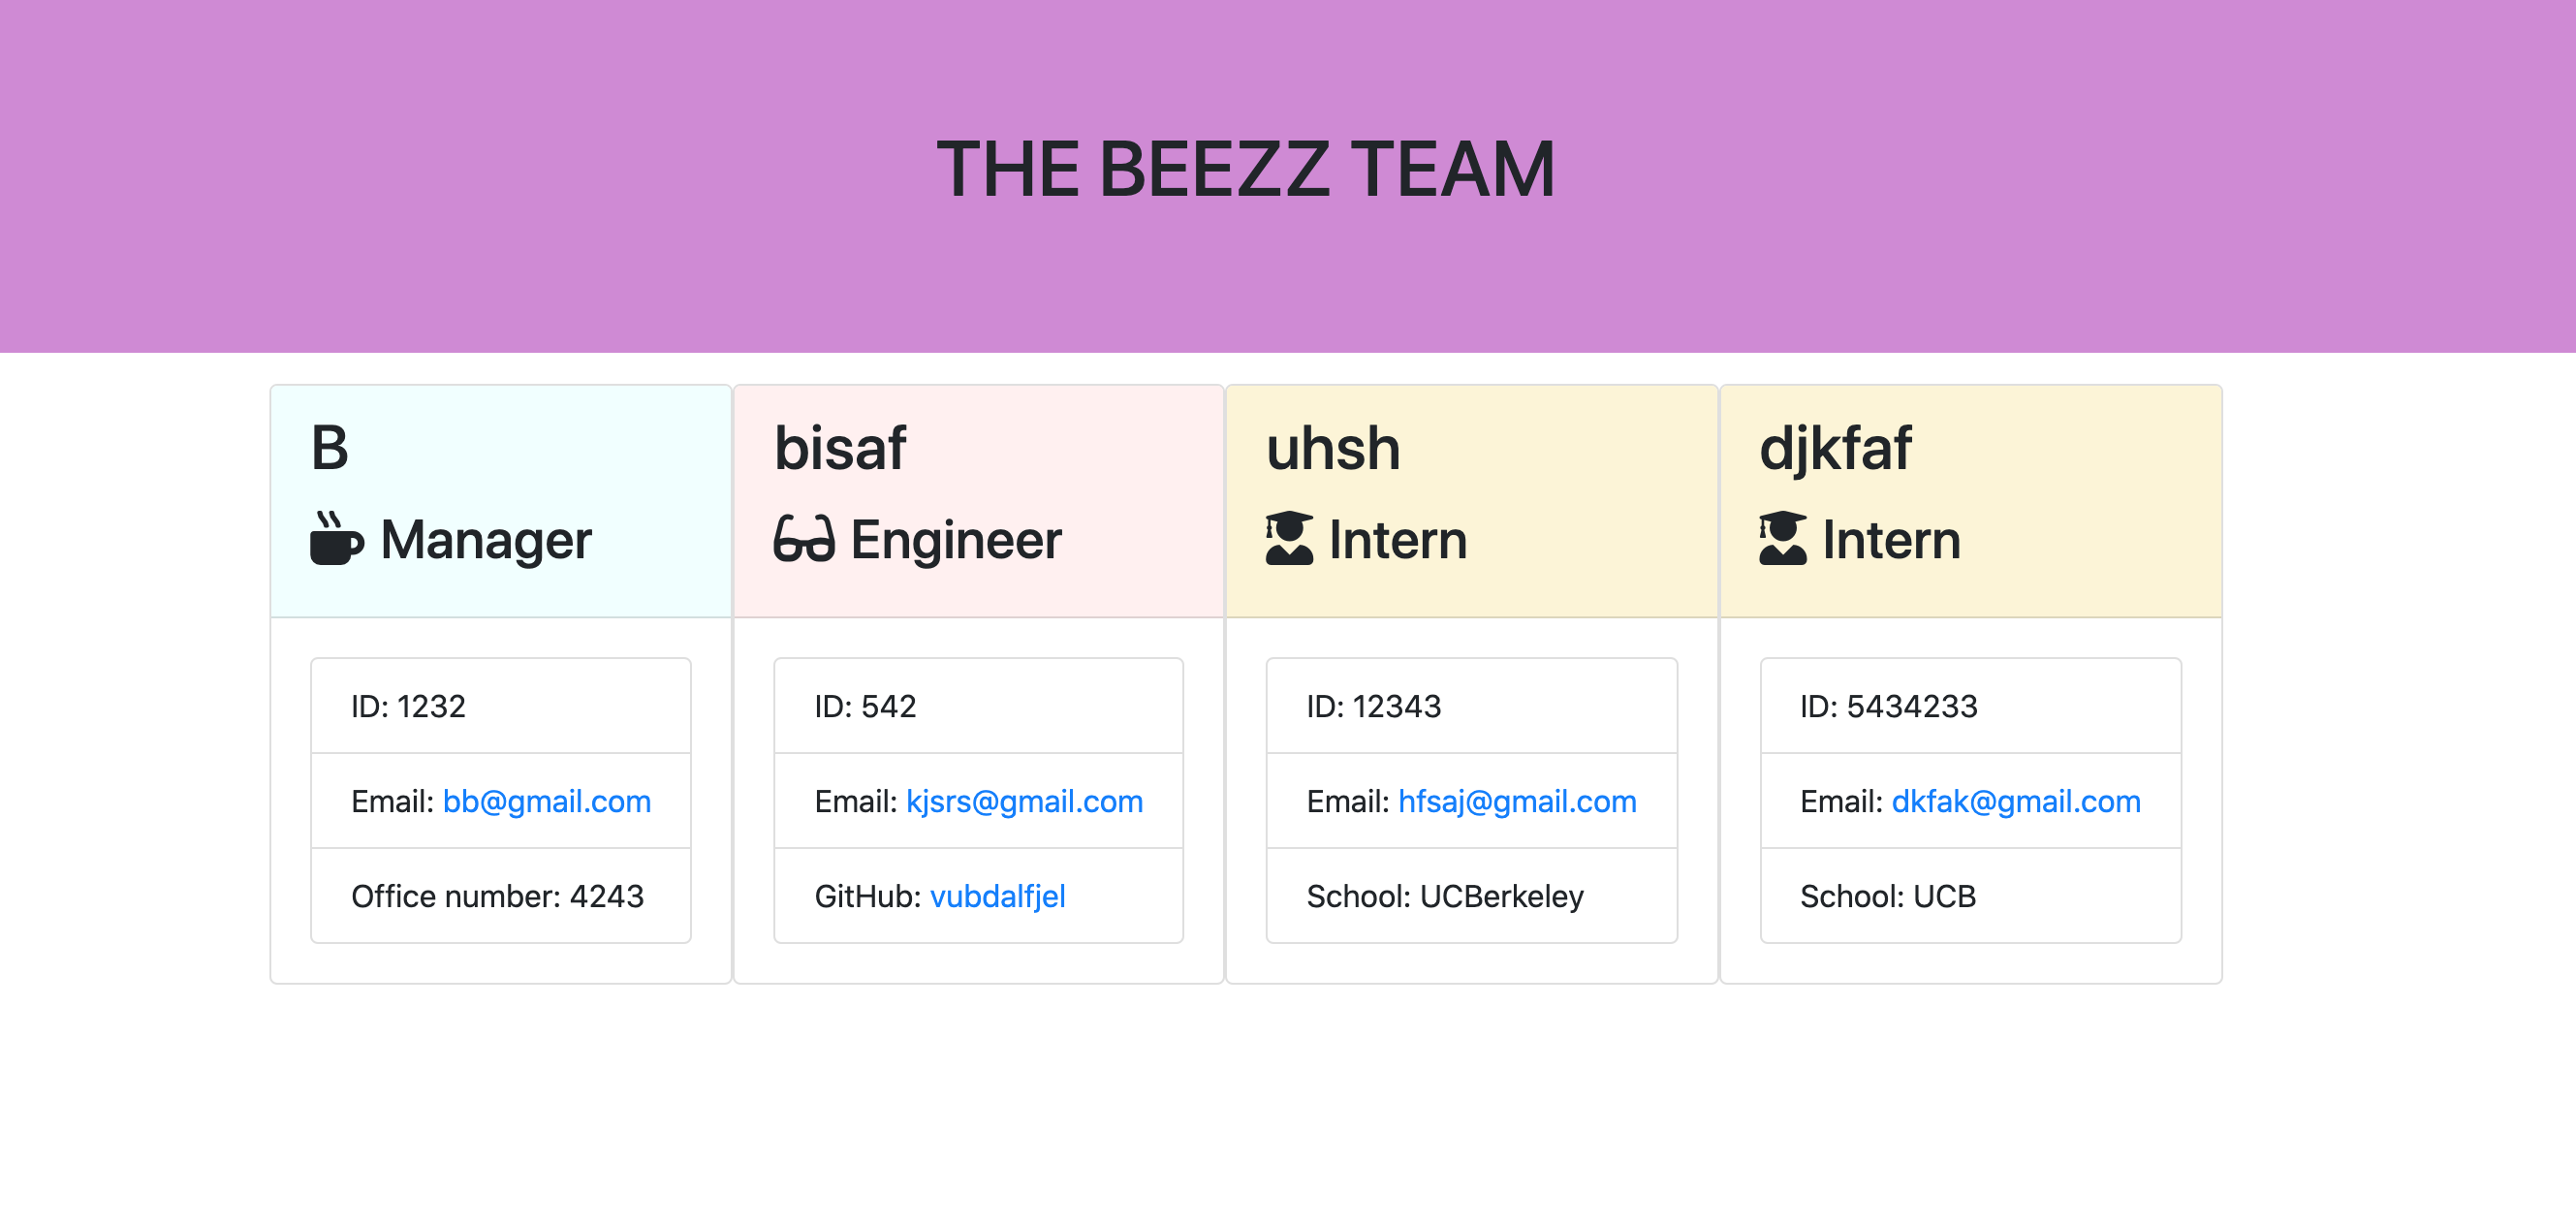 THE BEEZZ TEAM
B
Manager
ID: 1232
Email: bb@gmail.com
Office number: 4243
bisaf
Engineer
ID: 542
Email: kjsrs@gmail.com
GitHub: vubdalfjel
uhsh
Intern
ID: 12343
Email: hfsaj@gmail.com
School: UCBerkeley
djkfaf
Intern
ID: 5434233
Email: dkfak@gmail.com
School: UCB